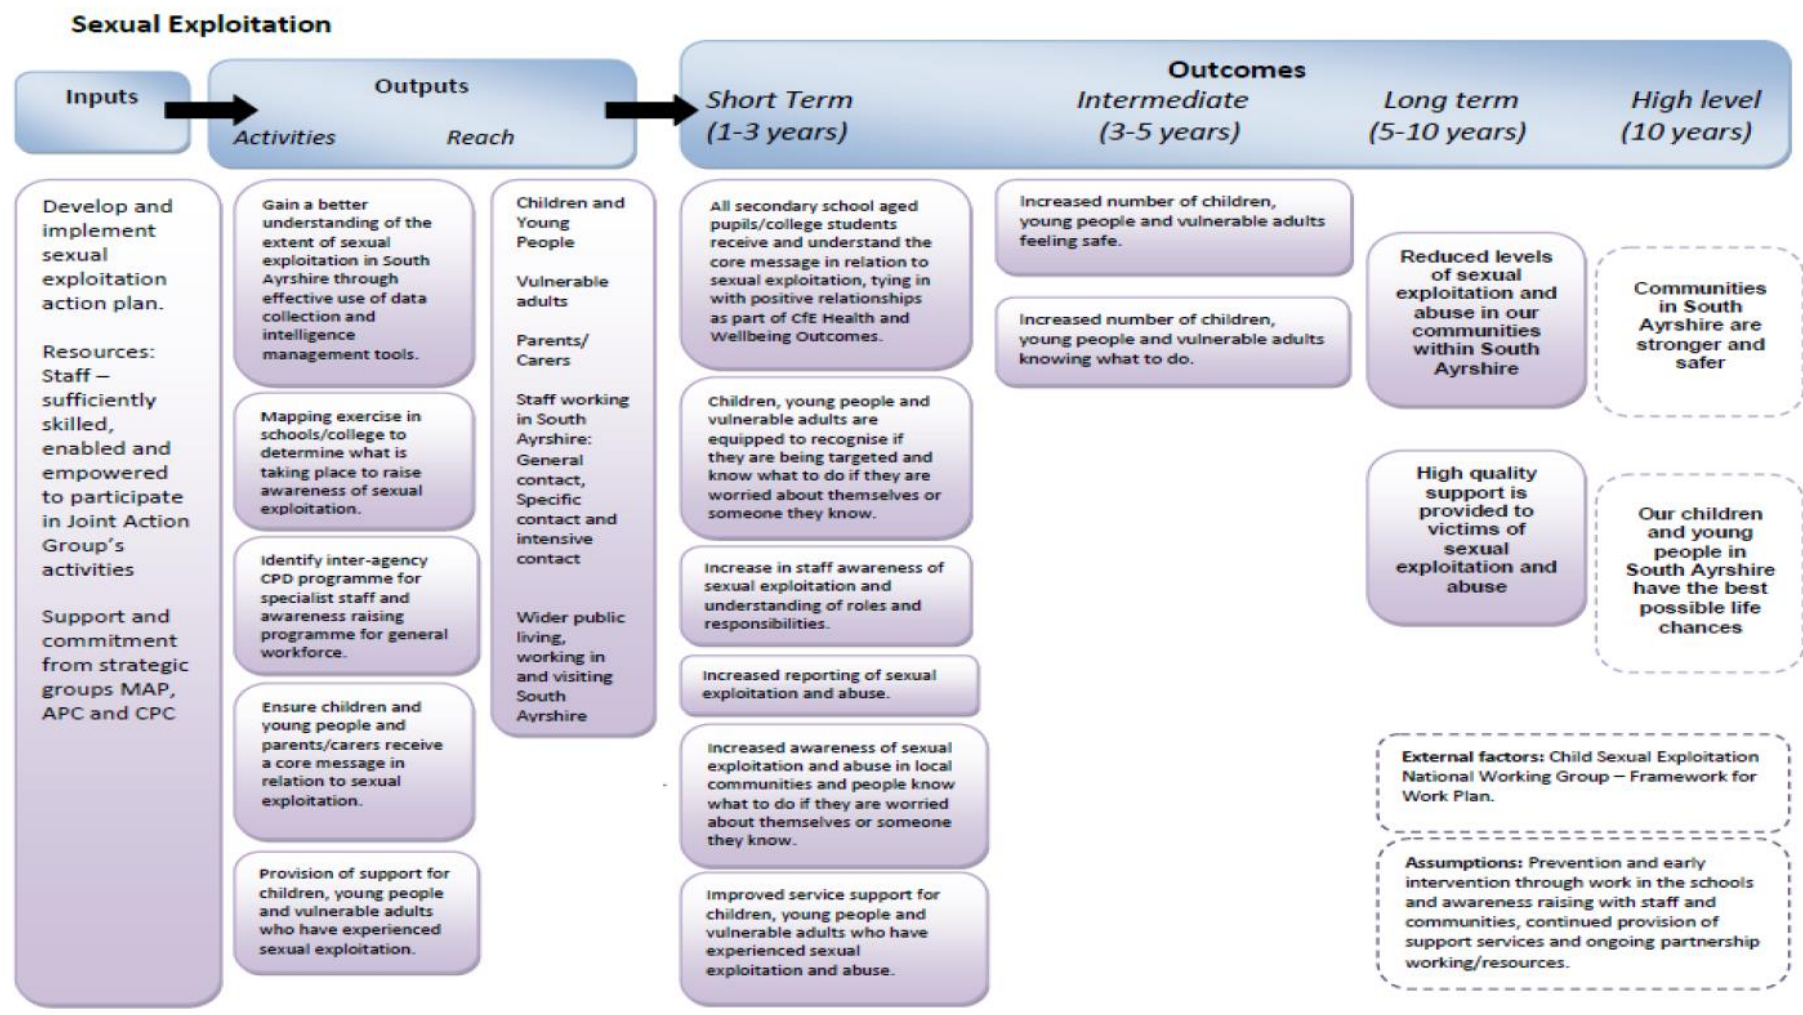 Sexual Exploitation
Inputs
Outputs
Activities
Reach
Outcomes
Short Term
(1-3 years)
Intermediate
(3-5 years)
Long term
(5-10 years)
High level
(10 years)
Develop and
implement
sexual
exploitation
action plan.
Resources:
Staff –
sufficiently
skilled,
enabled and
empowered
to participate
in Joint Action
Group's
activities
Support and
commitment
from strategic
groups MAP,
APC and CPC
Gain a better
understanding of the
extent of sexual
exploitation in South
Ayrshire through
effective use of data
collection and
intelligence
management tools.
Mapping exercise in
schools/college to
determine what is
taking place to raise
awareness of sexual
exploitation.
Identify inter-agency
CPD programme for
specialist staff and
awareness raising
programme for general
workforce.
Ensure children and
young people and
parents/carers receive
a core message in
relation to sexual
exploitation.
Provision of support for
children, young people
and vulnerable adults
who have experienced
sexual exploitation.
Children and
Young
People
Vulnerable
adults
Parents/
Carers
Staff working
in South
Ayrshire:
General
contact,
Specific
contact and
intensive
contact
Wider public
living,
working in
and visiting
South
Ayrshire
All secondary school aged
pupils/college students
receive and understand the
core message in relation to
sexual exploitation, tying in
with positive relationships
as part of CfE Health and
Wellbeing Outcomes.
Children, young people and
vulnerable adults are
equipped to recognise if
they are being targeted and
know what to do if they are
worried about themselves or
someone they know.
Increase in staff awareness of
sexual exploitation and
understanding of roles and
responsibilities.
Increased reporting of sexual
exploitation and abuse.
Increased awareness of sexual
exploitation and abuse in local
communities and people know
what to do if they are worried
about themselves or someone
they know.
Improved service support for
children, young people and
vulnerable adults who have
experienced sexual
exploitation and abuse.
Increased number of children,
young people and vulnerable adults
feeling safe.
Increased number of children,
young people and vulnerable adults
knowing what to do.
Reduced levels
of sexual
exploitation and
abuse in our
communities
within South
Ayrshire
High quality
support is
provided to
victims of
sexual
exploitation and
abuse
Communities
in South
Ayrshire are
stronger and
safer
Our children
and young
people in
South Ayrshire
have the best
possible life
chances
External factors: Child Sexual Exploitation
National Working Group – Framework for
Work Plan.
Assumptions: Prevention and early
intervention through work in the schools
and awareness raising with staff and
communities, continued provision of
support services and ongoing partnership
working/resources.